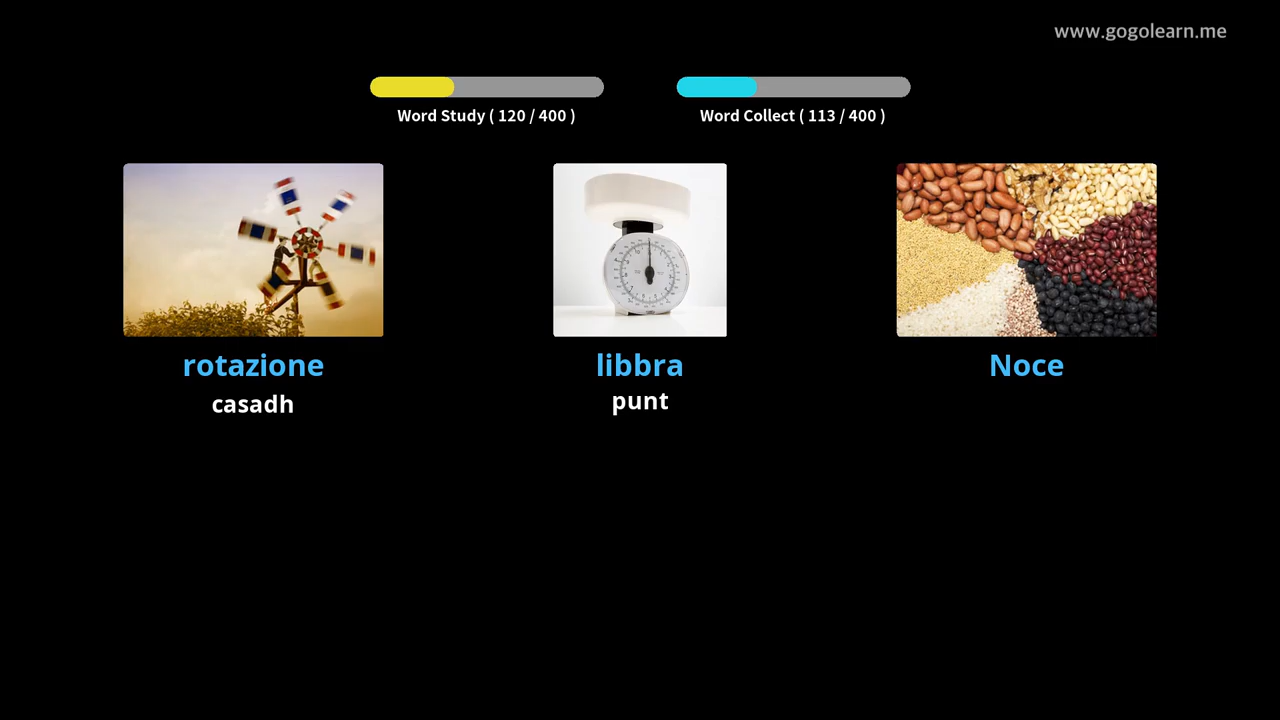 www.gogolearn.me
Word Study ( 120 / 400 )
Word Collect ( 113 / 400 )
rotazione
libbra
Noce
casadh
punt